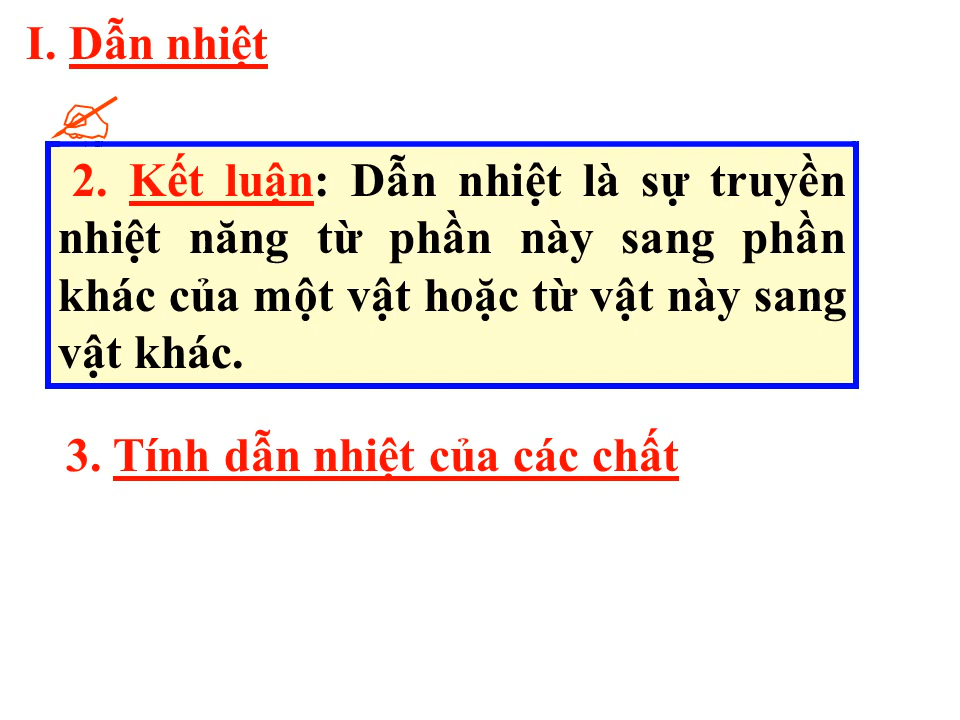 I. Dẫn nhiệt
2. Kết luận: Dẫn nhiệt là sự truyền
nhiệt năng từ phần này sang phần
khác của một vật hoặc từ vật này sang
vật khác.
3. Tính dẫn nhiệt của các chất